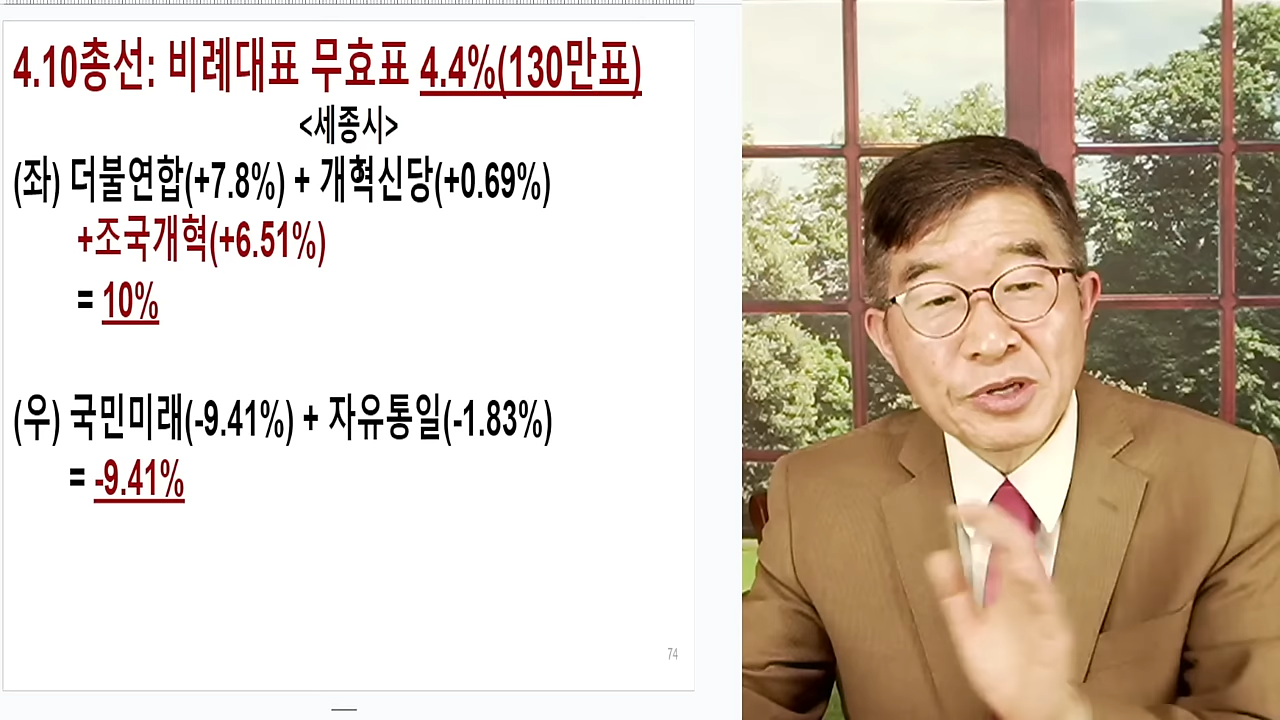 4.10총선: 비례대표 무효표 4.4%(130만표)
<세종시>
(좌) 더불연합(+7.8%) + 개혁신당(+0.69%)
+조국개혁(+6.51%)
= 10%
(우) 국민미래(-9.41%) + 자유통일(-1.83%)
= -9.41%
74